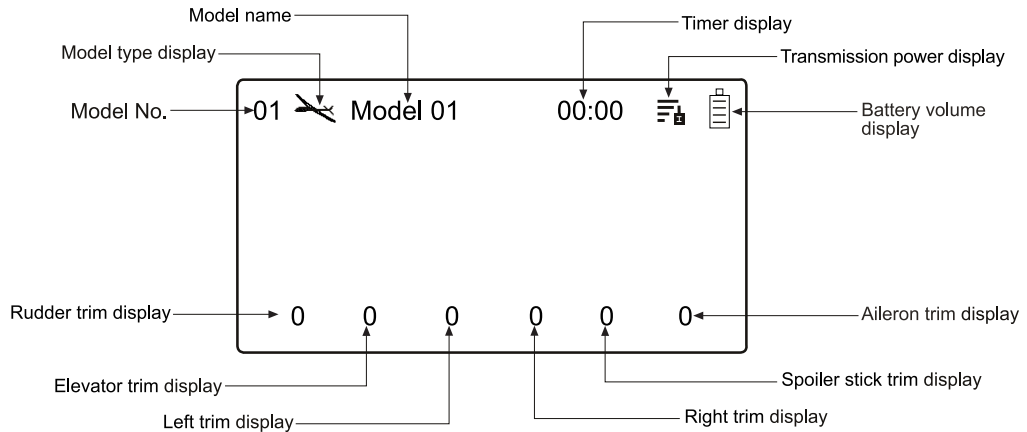 Model name
Timer display
Model type display
Transmission power display
Model No.
01 Model 01 00:00
Battery volume
display
Rudder trim display
0 0 0 0 0 0
Aileron trim display
Elevator trim display
Spoiler stick trim display
Left trim display
Right trim display